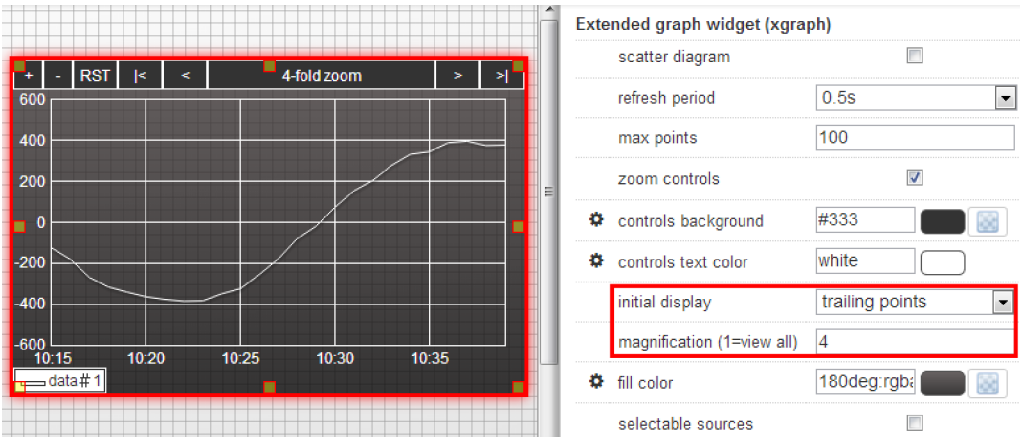 + - RST |< < 4-fold zoom > >|
600
400
200
0
-200
-400
-600
10:15 10:20 10:25 10:30 10:35
data# 1
Extended graph widget (xgraph)
scatter diagram
refresh period 0.5s
max points 100
zoom controls
controls background #333
controls text color white
initial display trailing points
magnification (1=view all) 4
fill color 180deg:rgba
selectable sources